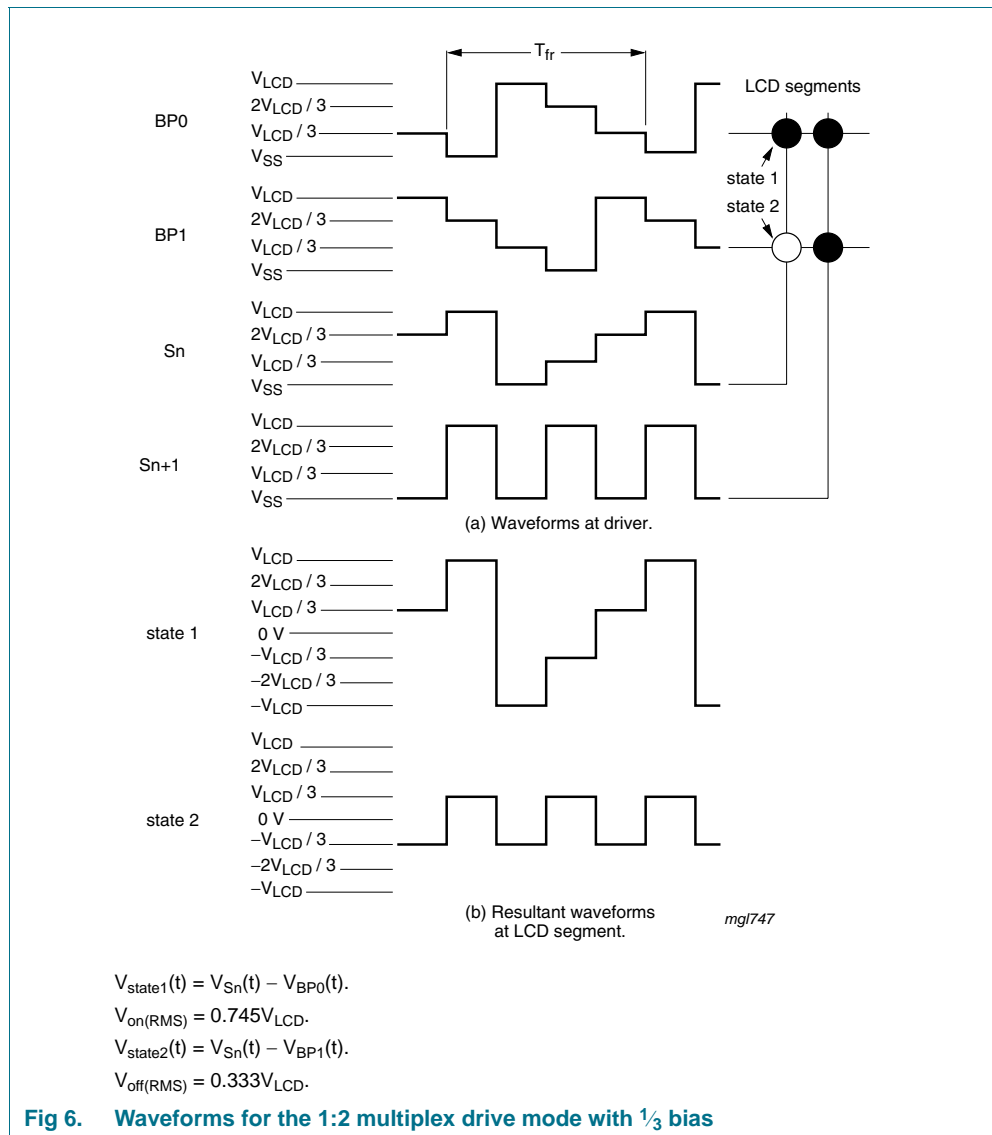 T_fr
BP0
V_LCD
2V_LCD / 3
V_LCD / 3
V_SS
LCD segments
state 1
state 2
BP1
V_LCD
2V_LCD / 3
V_LCD / 3
V_SS
Sn
V_LCD
2V_LCD / 3
V_LCD / 3
V_SS
Sn+1
V_LCD
2V_LCD / 3
V_LCD / 3
V_SS
(a) Waveforms at driver.
state 1
V_LCD
2V_LCD / 3
V_LCD / 3
0 V
−V_LCD / 3
−2V_LCD / 3
−V_LCD
state 2
V_LCD
2V_LCD / 3
V_LCD / 3
0 V
−V_LCD / 3
−2V_LCD / 3
−V_LCD
(b) Resultant waveforms
at LCD segment.
mgl747
V_state1(t) = V_Sn(t) − V_BP0(t).
V_on(RMS) = 0.745V_LCD.
V_state2(t) = V_Sn(t) − V_BP1(t).
V_off(RMS) = 0.333V_LCD.
Fig 6. Waveforms for the 1:2 multiplex drive mode with 1⁄3 bias